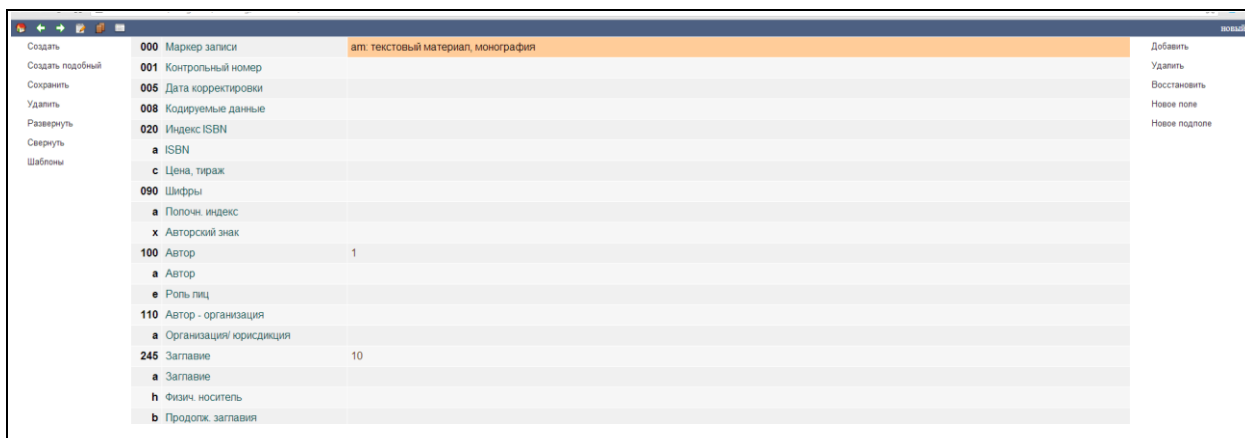 новый
Создать
Создать подобный
Сохранить
Удалить
Развернуть
Свернуть
Шаблоны
000 Маркер записи am: текстовый материал, монография
001 Контрольный номер
005 Дата корректировки
008 Кодируемые данные
020 Индекс ISBN
a ISBN
c Цена, тираж
090 Шифры
a Полочн. индекс
x Авторский знак
100 Автор 1
a Автор
e Роль лиц
110 Автор - организация
a Организация/ юрисдикция
245 Заглавие 10
a Заглавие
h Физич. носитель
b Продолж. заглавия
Добавить
Удалить
Восстановить
Новое поле
Новое подполе